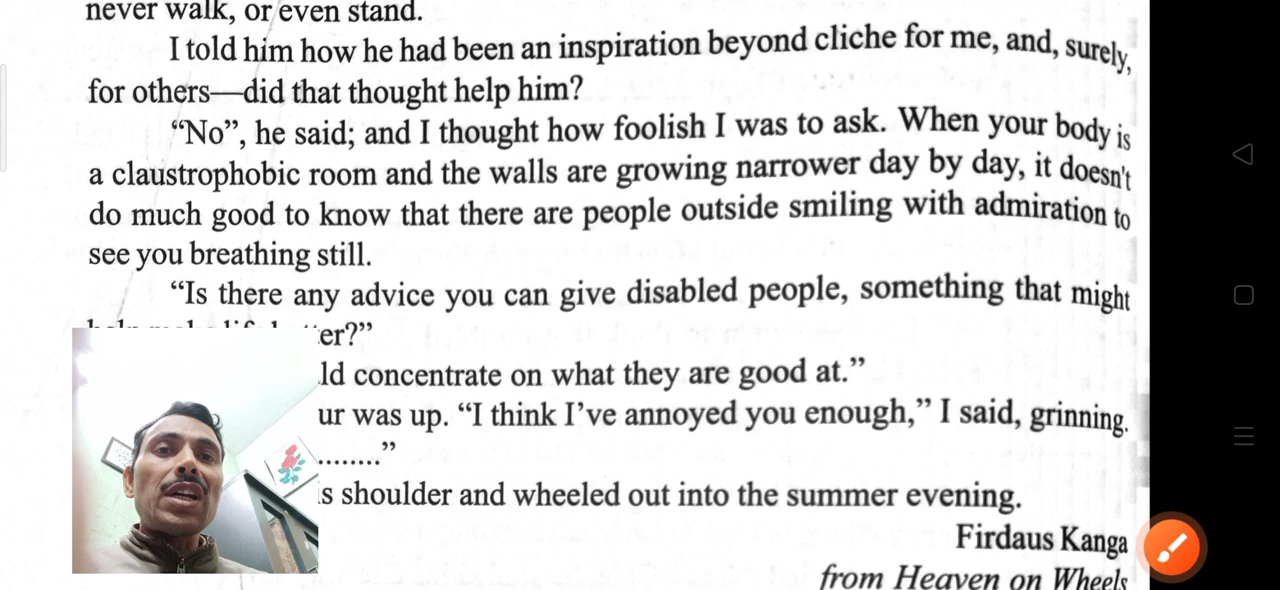 never walk, or even stand.
I told him how he had been an inspiration beyond cliche for me, and, surely,
for others—did that thought help him?
“No”, he said; and I thought how foolish I was to ask. When your body is
a claustrophobic room and the walls are growing narrower day by day, it doesn't
do much good to know that there are people outside smiling with admiration to
see you breathing still.
“Is there any advice you can give disabled people, something that might
er?”
ld concentrate on what they are good at.”
ur was up. “I think I’ve annoyed you enough,” I said, grinning.
........”
s shoulder and wheeled out into the summer evening.
Firdaus Kanga
from Heaven on Wheels